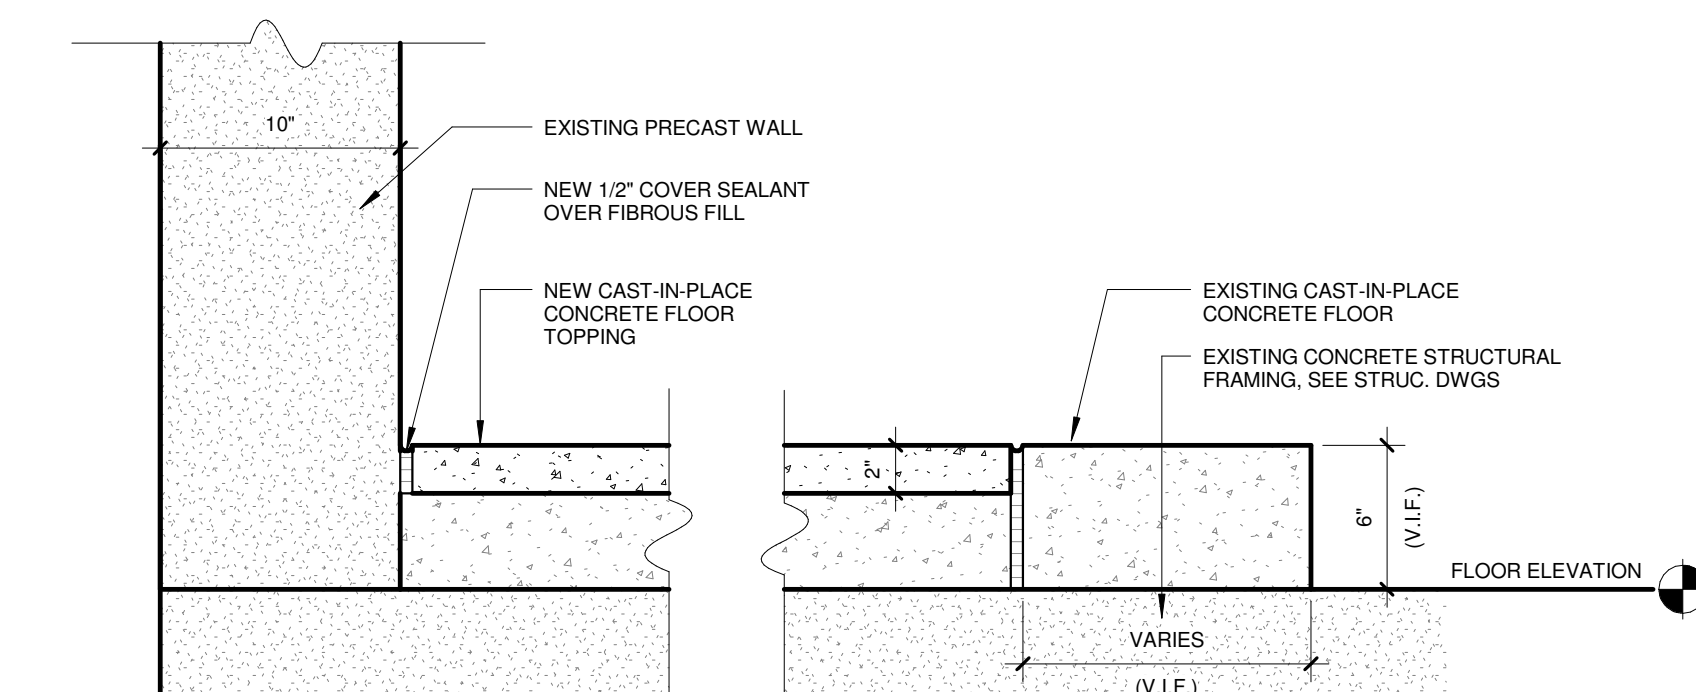 10"
EXISTING PRECAST WALL
NEW 1/2" COVER SEALANT
OVER FIBROUS FILL
NEW CAST-IN-PLACE
CONCRETE FLOOR
TOPPING
EXISTING CAST-IN-PLACE
CONCRETE FLOOR
EXISTING CONCRETE STRUCTURAL
FRAMING, SEE STRUC. DWGS
2"
6"
(V.I.F.)
FLOOR ELEVATION
VARIES
(V.I.F.)